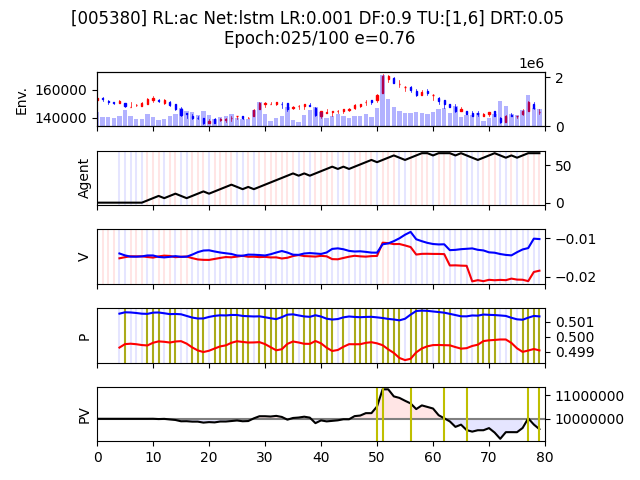 [005380] RL:ac Net:lstm LR:0.001 DF:0.9 TU:[1,6] DRT:0.05
Epoch:025/100 e=0.76
1e6
Env.
160000
140000
2
0
Agent
50
0
V
−0.01
−0.02
P
0.501
0.500
0.499
PV
11000000
10000000
0 10 20 30 40 50 60 70 80